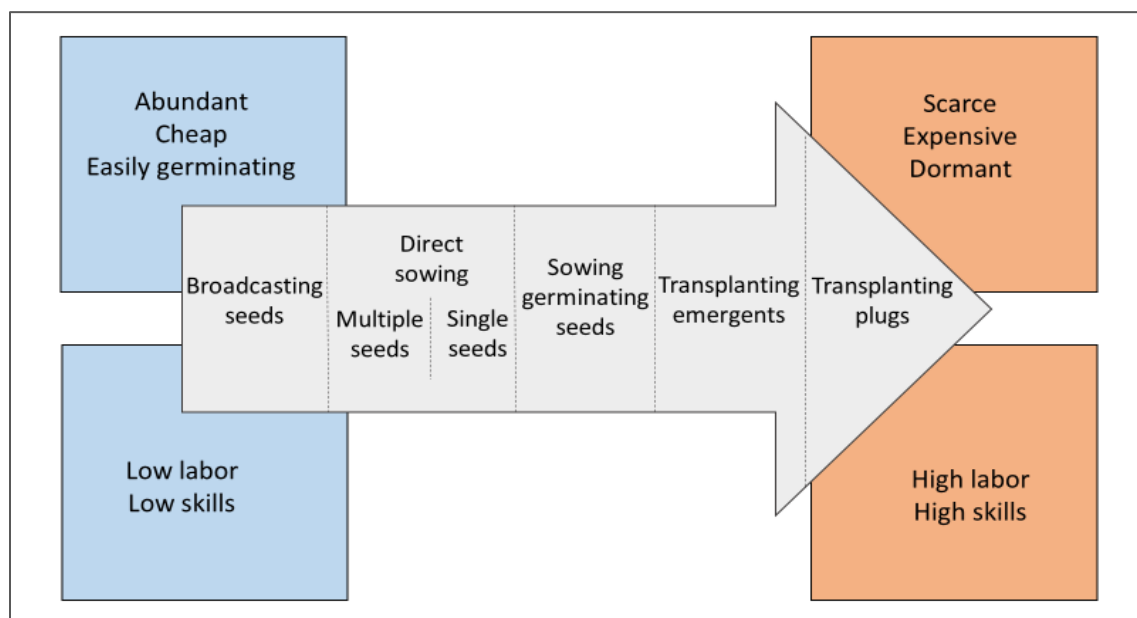 Abundant
Cheap
Easily germinating
Scarce
Expensive
Dormant
Broadcasting
seeds
Direct
sowing
Multiple
seeds
Single
seeds
Sowing
germinating
seeds
Transplanting
emergents
Transplanting
plugs
Low labor
Low skills
High labor
High skills